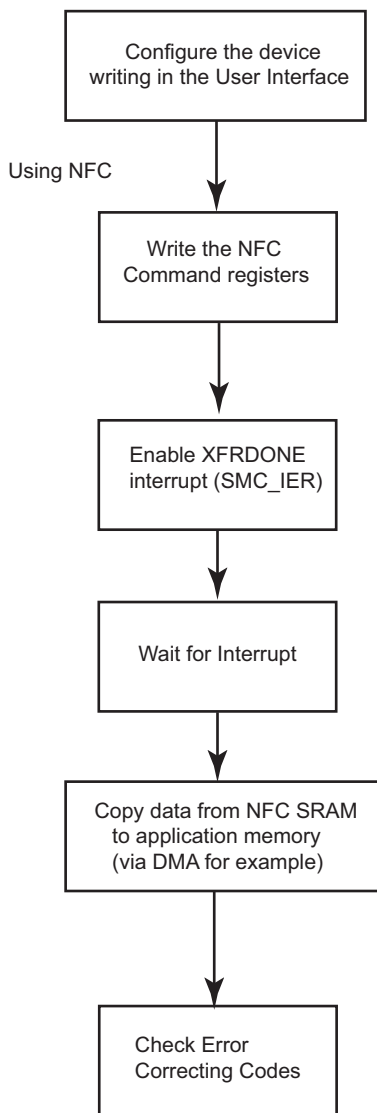 Configure the device
writing in the User Interface
Using NFC
Write the NFC
Command registers
Enable XFRDONE
interrupt (SMC_IER)
Wait for Interrupt
Copy data from NFC SRAM
to application memory
(via DMA for example)
Check Error
Correcting Codes